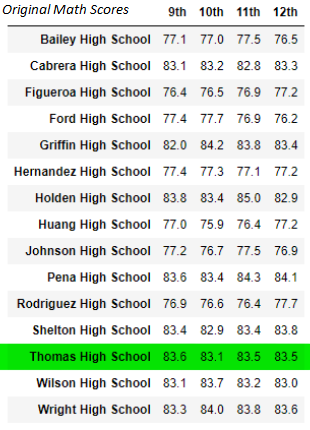 Original Math Scores 9th 10th 11th 12th
Bailey High School 77.1 77.0 77.5 76.5
Cabrera High School 83.1 83.2 82.8 83.3
Figueroa High School 76.4 76.5 76.9 77.2
Ford High School 77.4 77.7 76.9 76.2
Griffin High School 82.0 84.2 83.8 83.4
Hernandez High School 77.4 77.3 77.1 77.2
Holden High School 83.8 83.4 85.0 82.9
Huang High School 77.0 75.9 76.4 77.2
Johnson High School 77.2 76.7 77.5 76.9
Pena High School 83.6 83.4 84.3 84.1
Rodriguez High School 76.9 76.6 76.4 77.7
Shelton High School 83.4 82.9 83.4 83.8
Thomas High School 83.6 83.1 83.5 83.5
Wilson High School 83.1 83.7 83.2 83.0
Wright High School 83.3 84.0 83.8 83.6